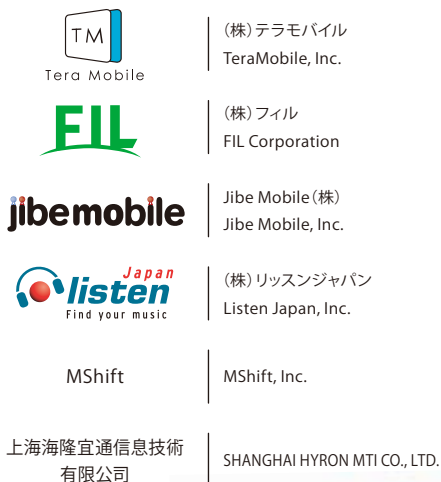 TM
Tera Mobile
(株)テラモバイル
TeraMobile, Inc.
FIL
(株)フィル
FIL Corporation
jibemobile
Jibe Mobile(株)
Jibe Mobile, Inc.
Japan
listen
Find your music
(株)リッスンジャパン
Listen Japan, Inc.
MShift
MShift, Inc.
上海海隆宜通信息技術
有限公司
SHANGHAI HYRON MTI CO., LTD.